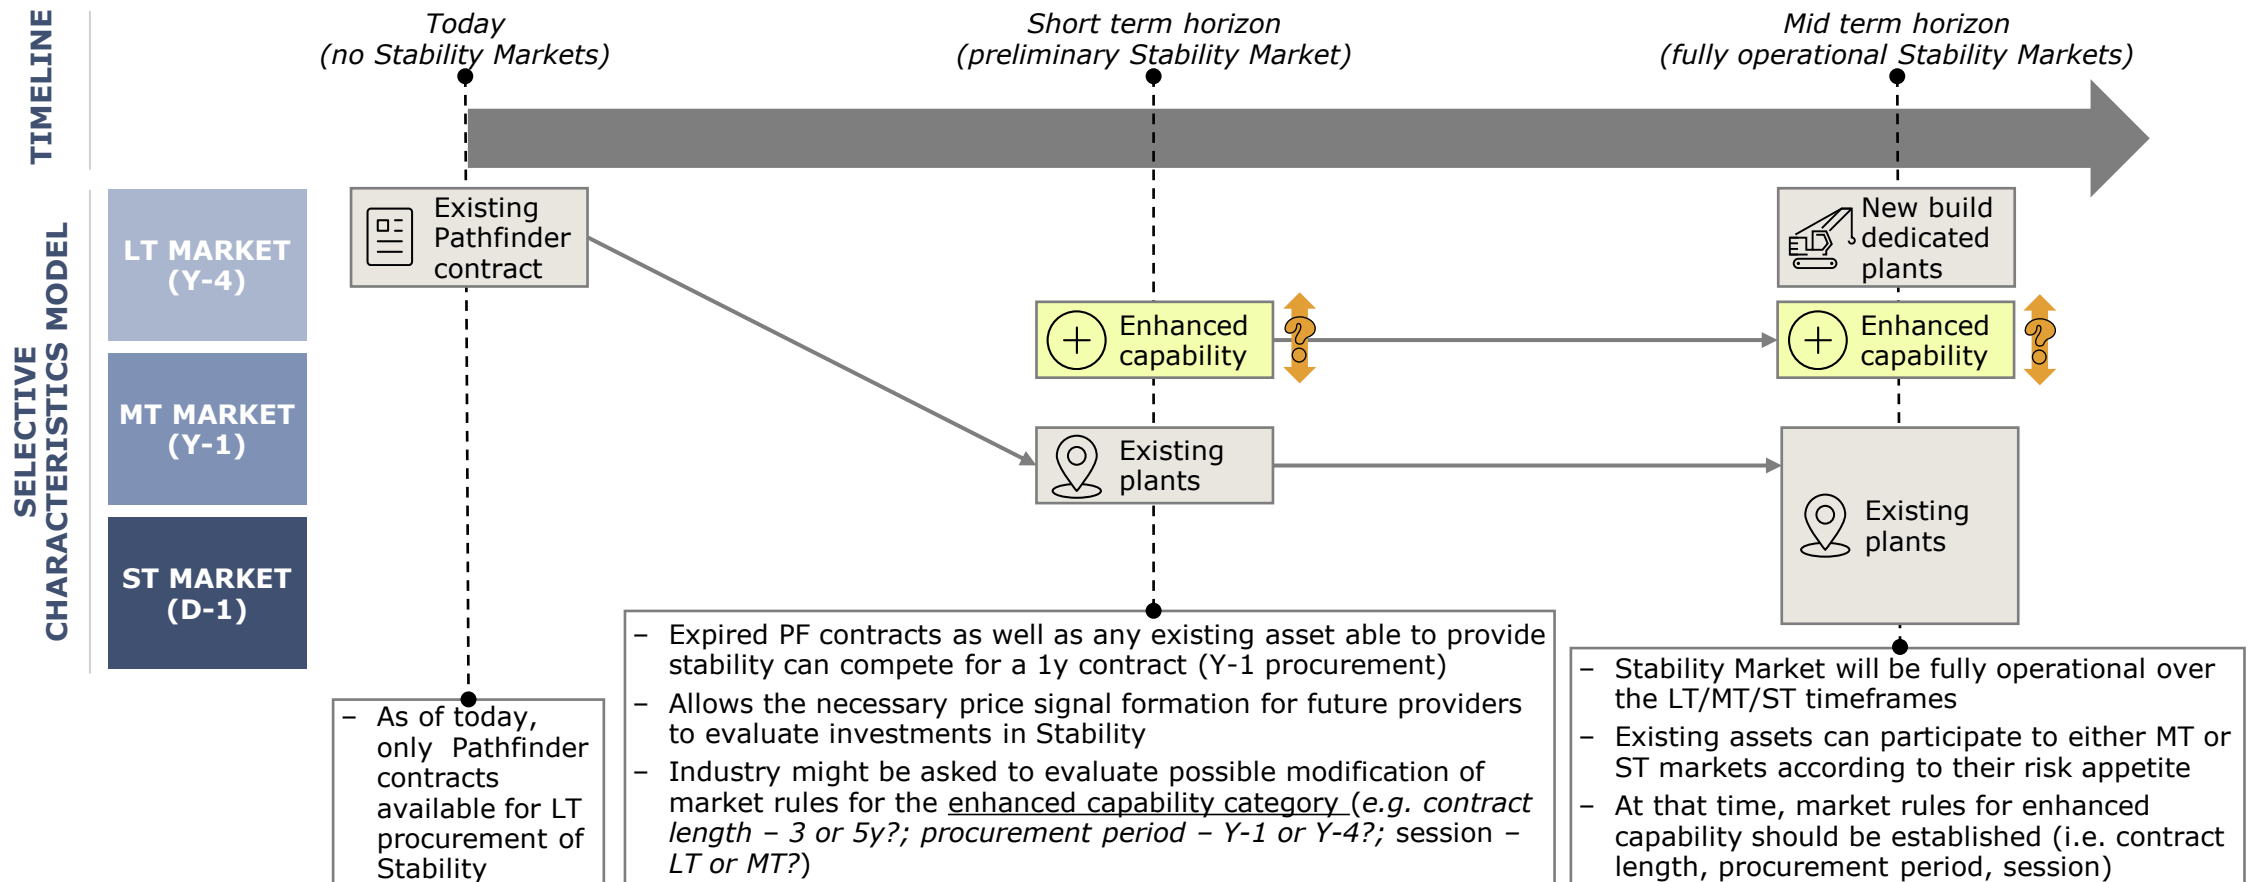 TIMELINE
Today
(no Stability Markets)
Short term horizon
(preliminary Stability Market)
Mid term horizon
(fully operational Stability Markets)
SELECTIVE
CHARACTERISTICS MODEL
LT MARKET
(Y-4)
MT MARKET
(Y-1)
ST MARKET
(D-1)
Existing
Pathfinder
contract
Enhanced
capability
?
Existing
plants
New build
dedicated
plants
Enhanced
capability
?
Existing
plants
– As of today,
only Pathfinder
contracts
available for LT
procurement of
Stability
– Expired PF contracts as well as any existing asset able to provide
stability can compete for a 1y contract (Y-1 procurement)
– Allows the necessary price signal formation for future providers
to evaluate investments in Stability
– Industry might be asked to evaluate possible modification of
market rules for the enhanced capability category (e.g. contract
length – 3 or 5y?; procurement period – Y-1 or Y-4?; session –
LT or MT?)
– Stability Market will be fully operational over
the LT/MT/ST timeframes
– Existing assets can participate to either MT or
ST markets according to their risk appetite
– At that time, market rules for enhanced
capability should be established (i.e. contract
length, procurement period, session)